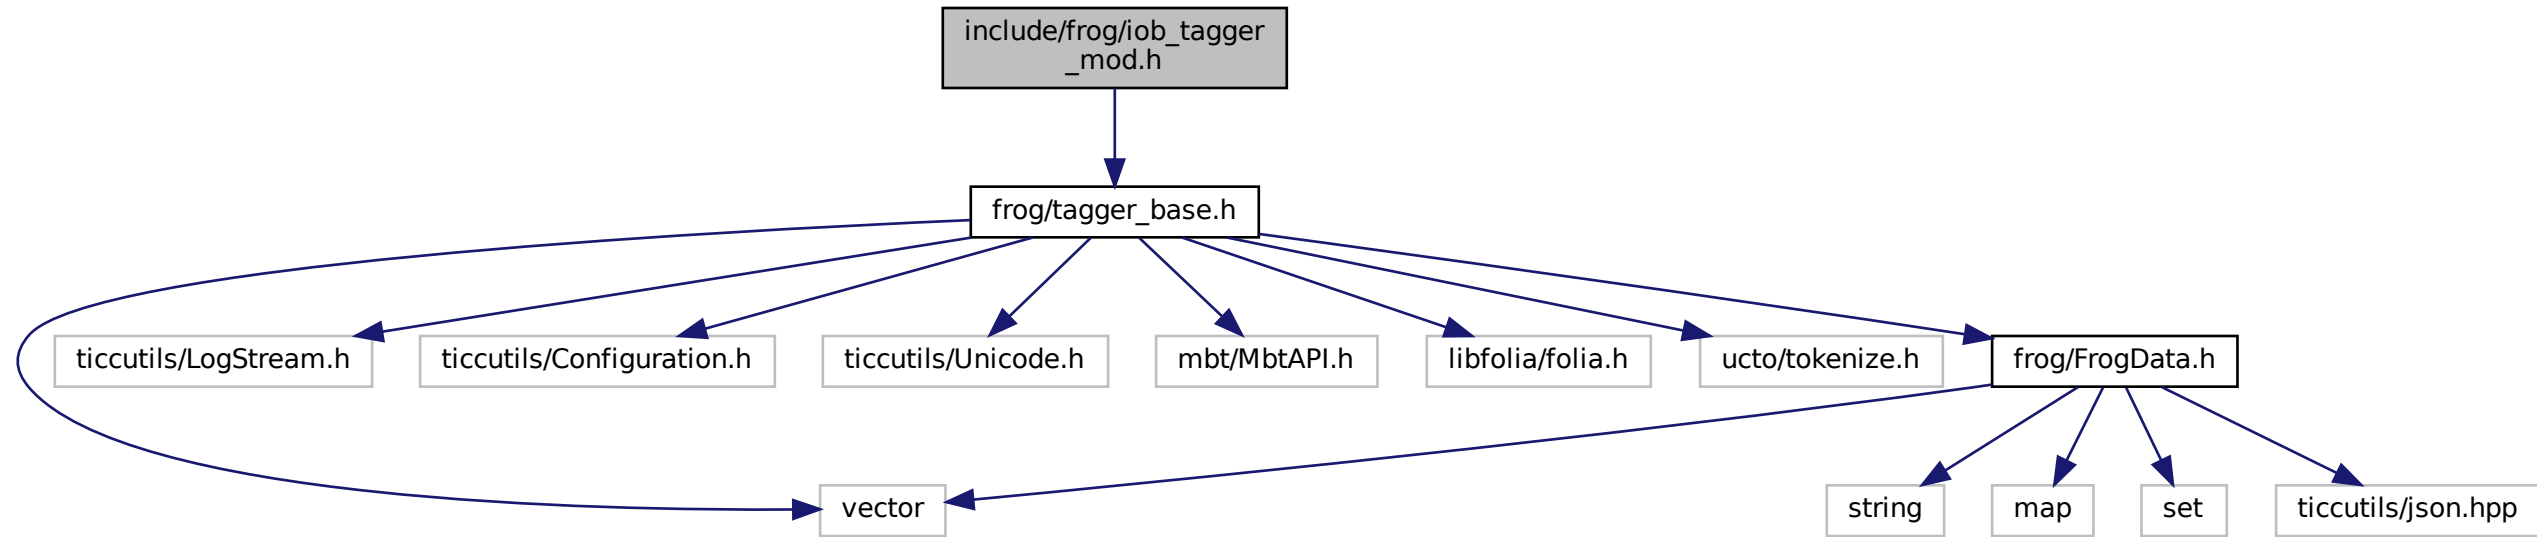 include/frog/iob_tagger
_mod.h
frog/tagger_base.h
ticcutils/LogStream.h
ticcutils/Configuration.h
ticcutils/Unicode.h
mbt/MbtAPI.h
libfolia/folia.h
ucto/tokenize.h
frog/FrogData.h
vector
string
map
set
ticcutils/json.hpp